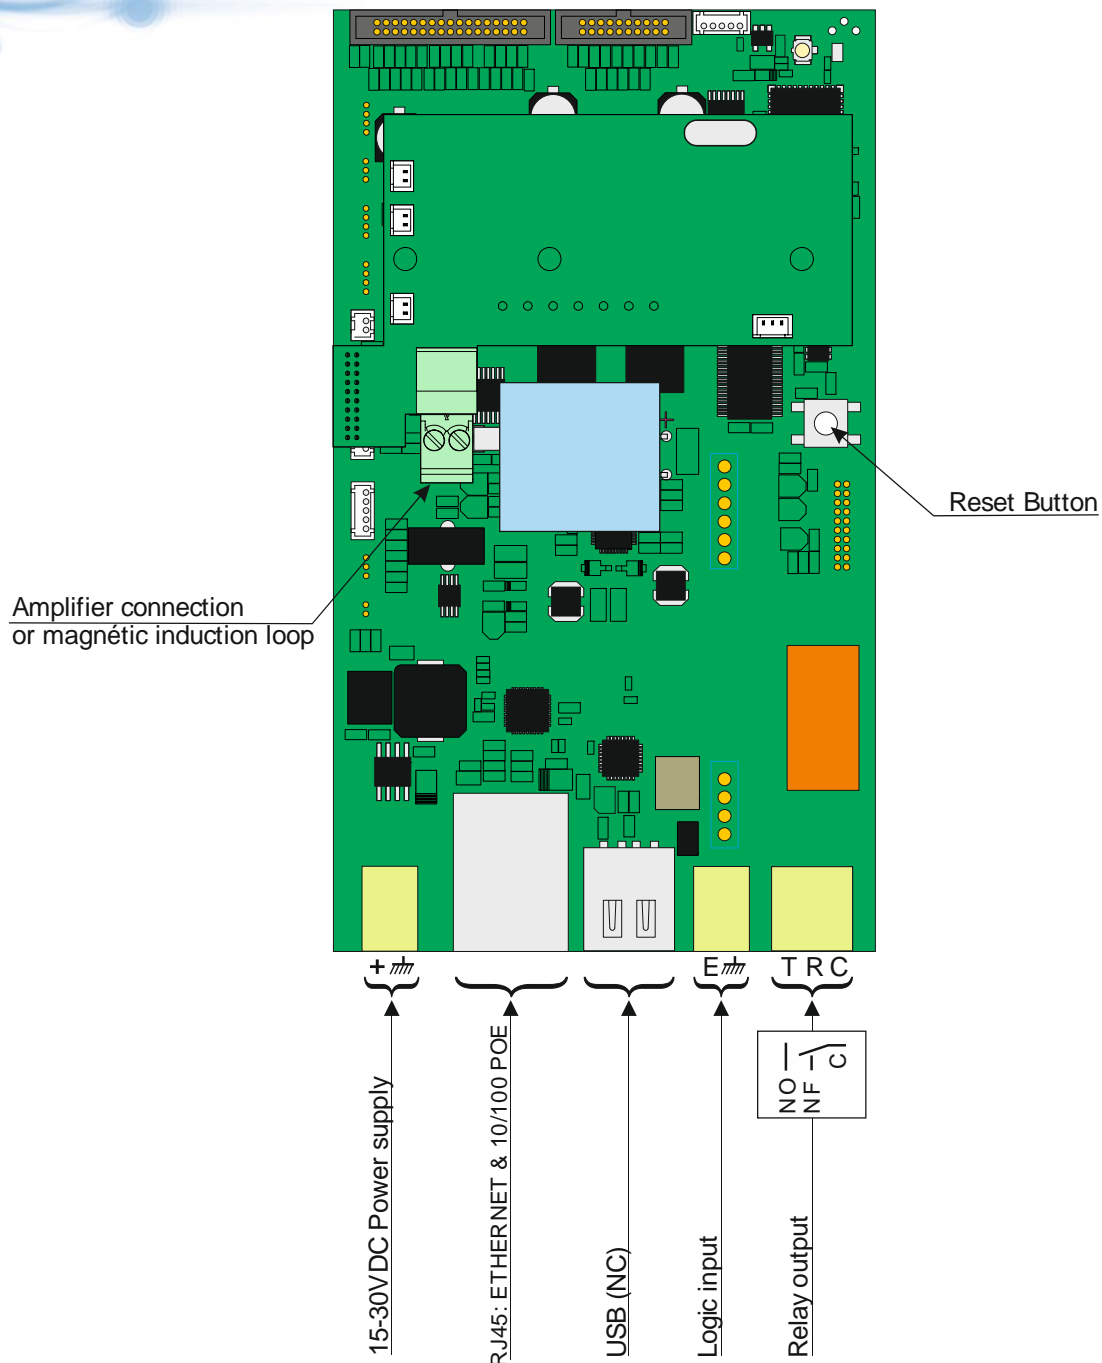 Reset Button
Amplifier connection
or magnétic induction loop
+
E
T R C
NO
NF
C
15-30VDC Power supply
RJ45: ETHERNET & 10/100 POE
USB (NC)
Logic input
Relay output